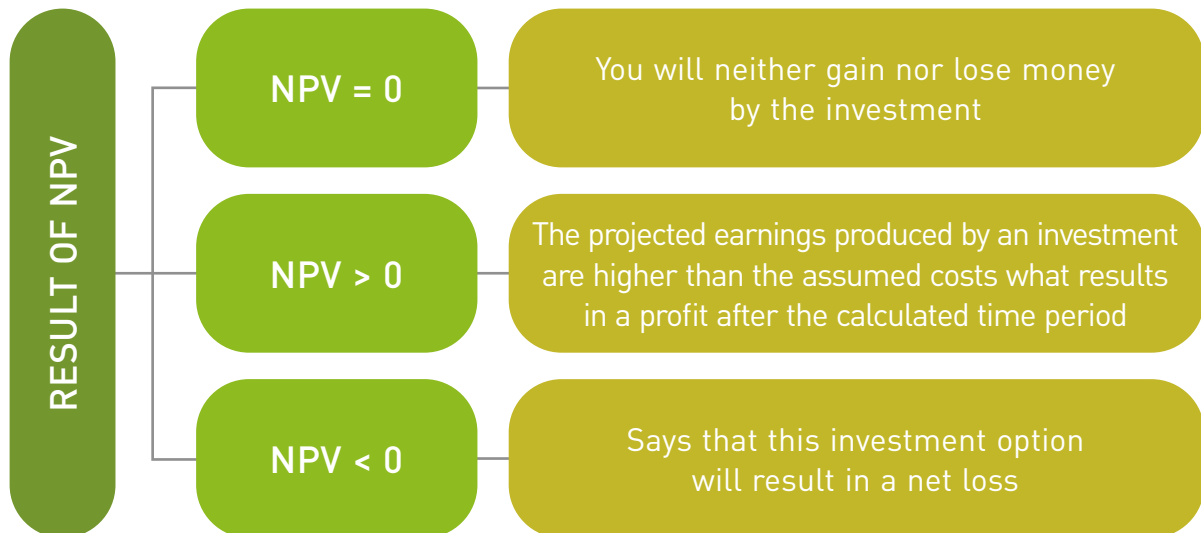 RESULT OF NPV
NPV = 0
You will neither gain nor lose money
by the investment
NPV > 0
The projected earnings produced by an investment
are higher than the assumed costs what results
in a profit after the calculated time period
NPV < 0
Says that this investment option
will result in a net loss